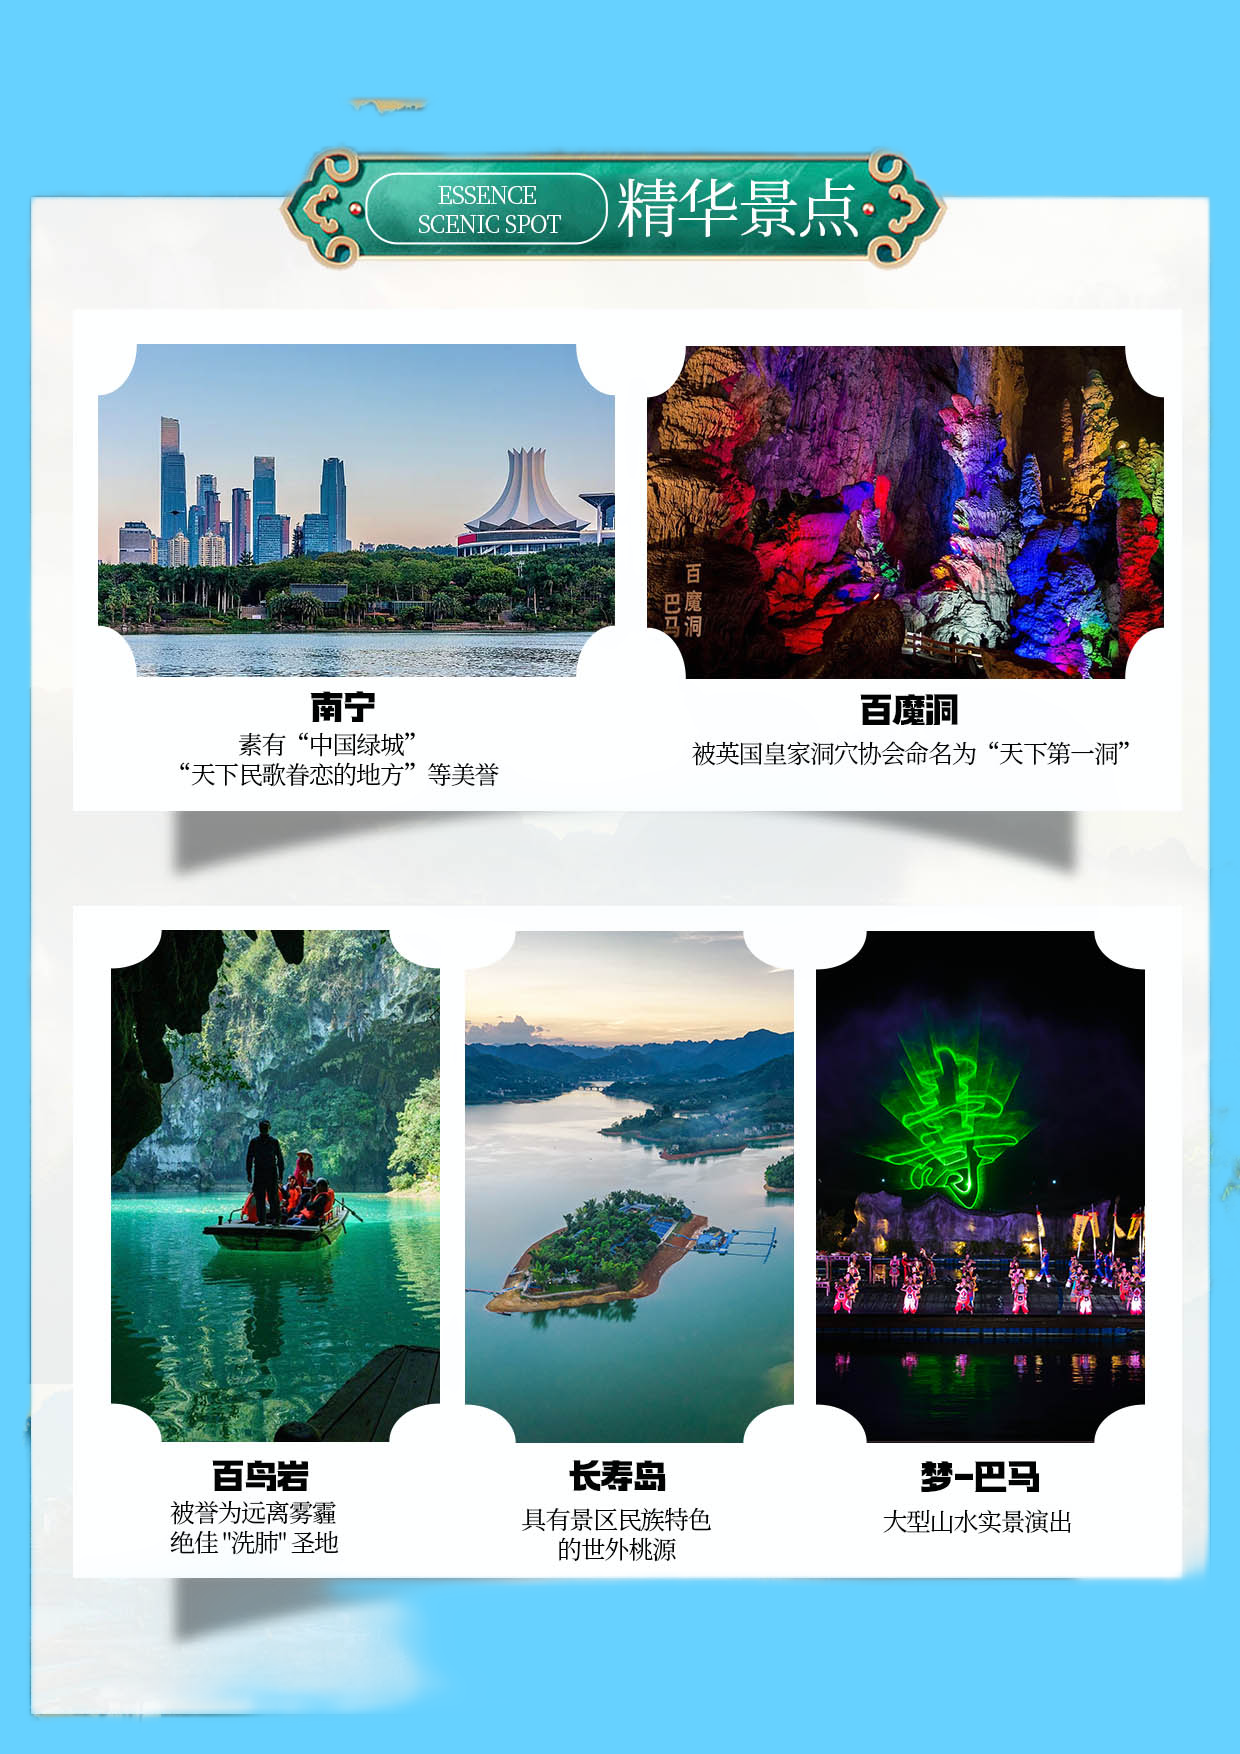 ESSENCE
SCENIC SPOT
精华景点
百魔洞
巴马
南宁
素有“中国绿城”
“天下民歌眷恋的地方”等美誉
百魔洞
被英国皇家洞穴协会命名为“天下第一洞”
寿
百鸟岩
被誉为远离雾霾
绝佳"洗肺"圣地
长寿岛
具有景区民族特色
的世外桃源
梦-巴马
大型山水实景演出